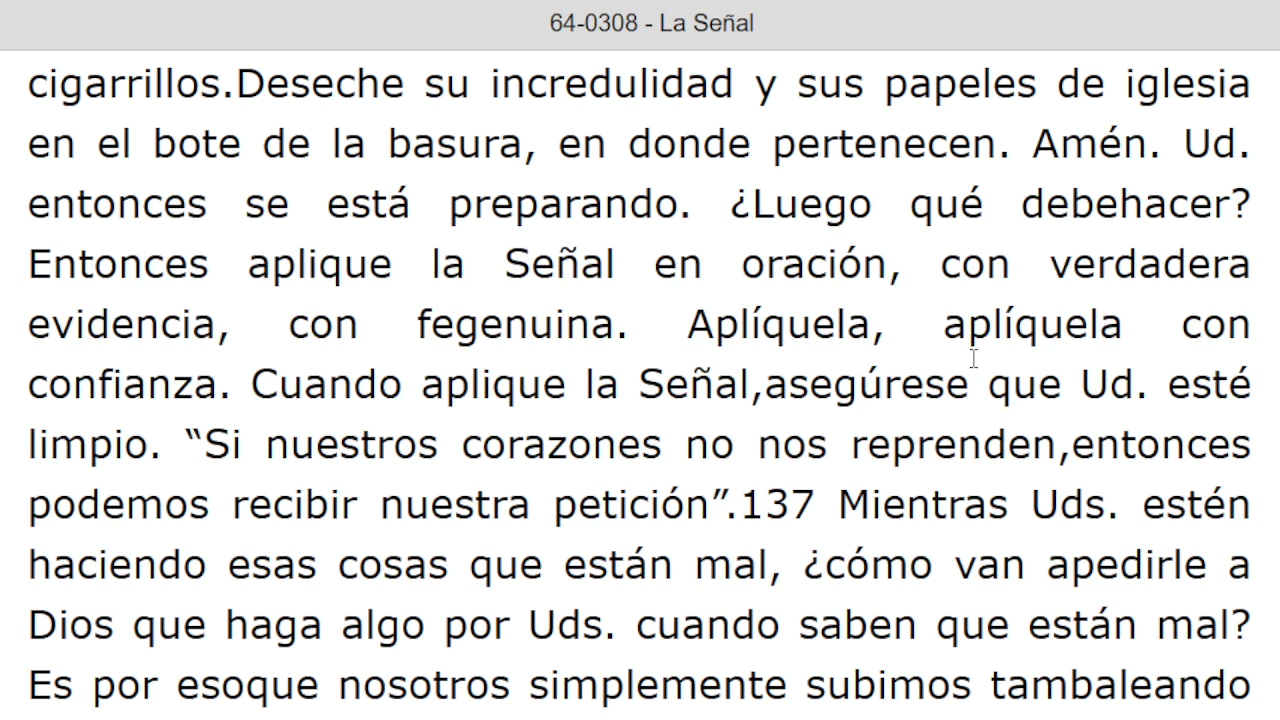 64-0308 - La Señal
cigarrillos.Deseche su incredulidad y sus papeles de iglesia
en el bote de la basura, en donde pertenecen. Amén. Ud.
entonces se está preparando. ¿Luego qué debehacer?
Entonces aplique la Señal en oración, con verdadera
evidencia, con fegenuina. Aplíquela, aplíquela con
confianza. Cuando aplique la Señal,asegúrese que Ud. esté
limpio. “Si nuestros corazones no nos reprenden,entonces
podemos recibir nuestra petición”.137 Mientras Uds. estén
haciendo esas cosas que están mal, ¿cómo van apedirle a
Dios que haga algo por Uds. cuando saben que están mal?
Es por esoque nosotros simplemente subimos tambaleando